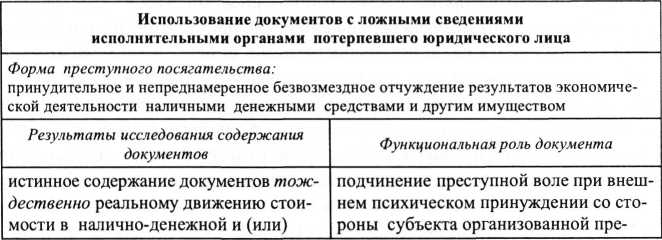 Использование документов с ложными сведениями
исполнительными органами потерпевшего юридического лица
Форма преступного посягательства:
принудительное и непреднамеренное безвозмездное отчуждение результатов экономиче-
ской деятельности наличными денежными средствами и другим имуществом
Результаты исследования содержания
документов
Функциональная роль документа
истинное содержание документов тож-
дественно реальному движению стои-
мости в налично-денежной и (или)
подчинение преступной воле при внеш-
нем психическом принуждении со сто-
роны субъекта организованной пре-